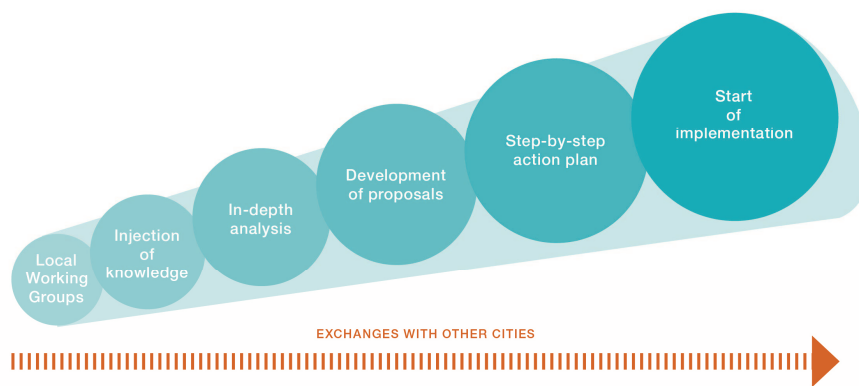 Local
Working
Groups
Injection
of
knowledge
In-depth
analysis
Development
of proposals
Step-by-step
action plan
Start
of
implementation
EXCHANGES WITH OTHER CITIES